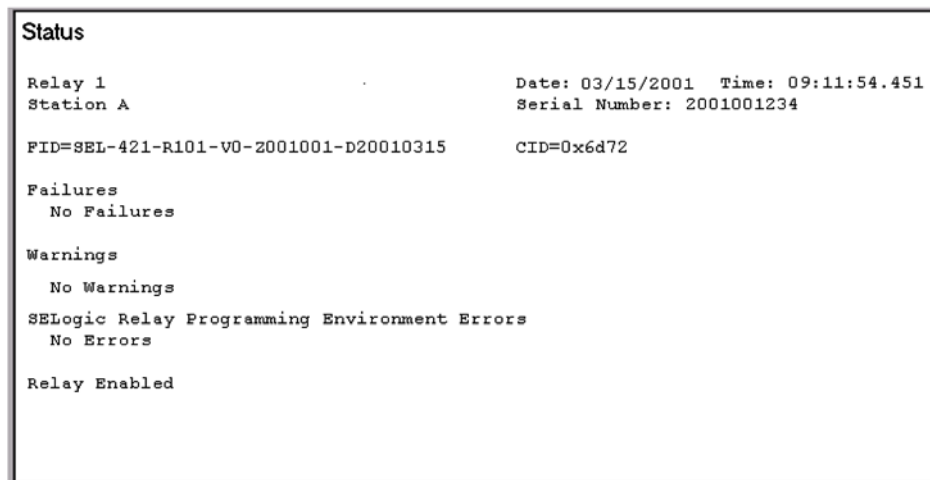 Status
Relay 1 Date: 03/15/2001 Time: 09:11:54.451
Station A Serial Number: 2001001234
FID=SEL-421-R101-V0-Z001001-D20010315 CID=0x6d72
Failures
No Failures
Warnings
No Warnings
SELogic Relay Programming Environment Errors
No Errors
Relay Enabled